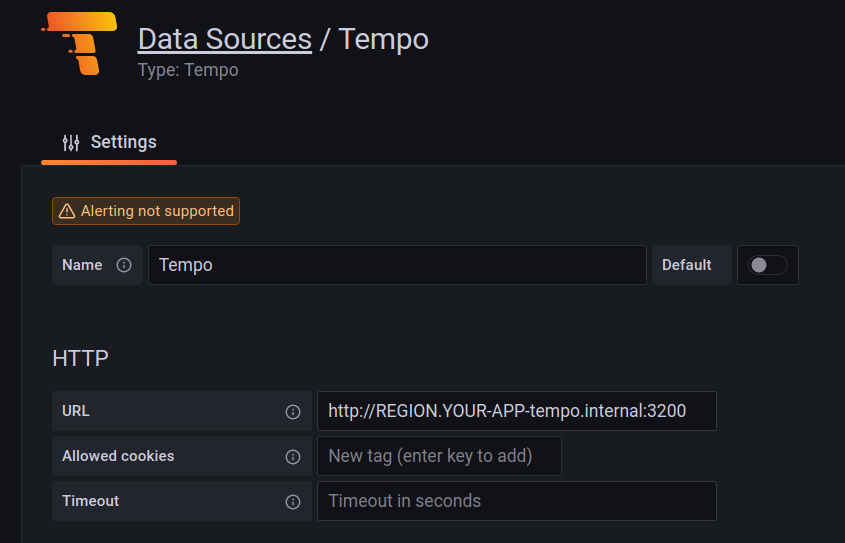 Data Sources / Tempo
Type: Tempo
Settings
Alerting not supported
Name Tempo Default
HTTP
URL http://REGION.YOUR-APP-tempo.internal:3200
Allowed cookies New tag (enter key to add)
Timeout Timeout in seconds